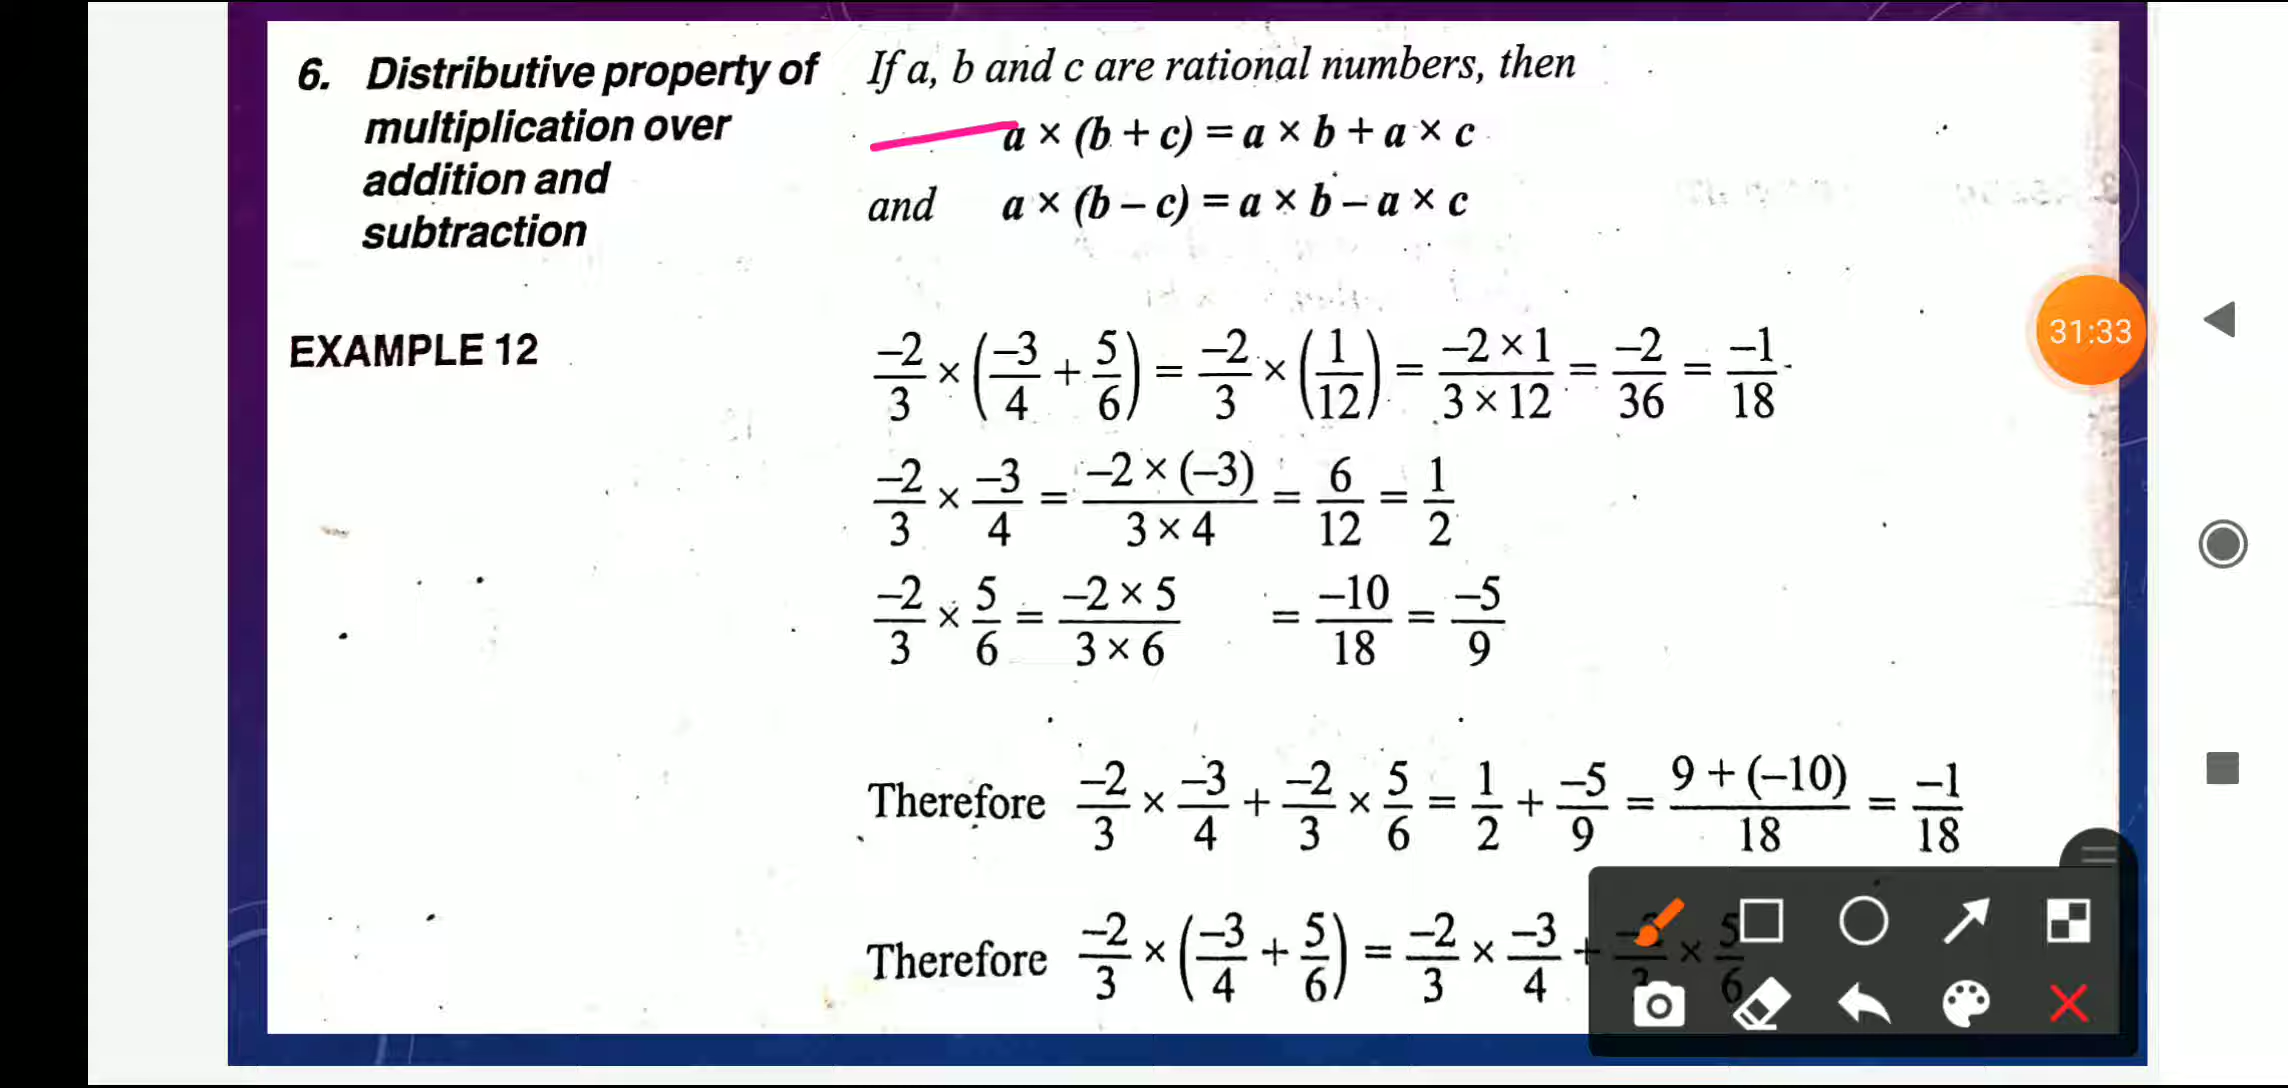 6. Distributive property of multiplication over addition and subtraction
If a, b and c are rational numbers, then
a × (b + c) = a × b + a × c
and a × (b – c) = a × b – a × c
EXAMPLE 12
–2/3 × (–3/4 + 5/6) = –2/3 × (1/12) = –2 × 1/3 × 12 = –2/36 = –1/18
31:33
–2/3 × –3/4 = –2 × (–3)/3 × 4 = 6/12 = 1/2
–2/3 × 5/6 = –2 × 5/3 × 6 = –10/18 = –5/9
Therefore –2/3 × –3/4 + –2/3 × 5/6 = 1/2 + –5/9 = 9 + (–10)/18 = –1/18
Therefore –2/3 × (–3/4 + 5/6) = –2/3 × –3/4 + –2/3 × 5/6